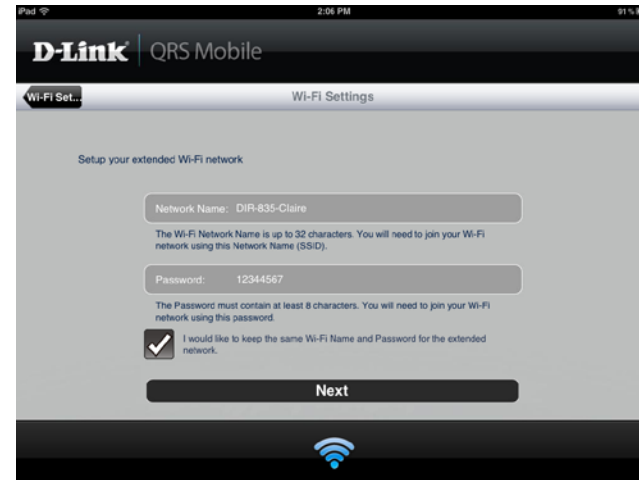 iPad 2:06 PM 91%
D-Link QRS Mobile
Wi-Fi Set... Wi-Fi Settings
Setup your extended Wi-Fi network
Network Name: DIR-835-Claire
The Wi-Fi Network Name is up to 32 characters. You will need to join your Wi-Fi
network using this Network Name (SSID).
Password: 12344567
The Password must contain at least 8 characters. You will need to join your Wi-Fi
network using this password.
I would like to keep the same Wi-Fi Name and Password for the extended
network.
Next